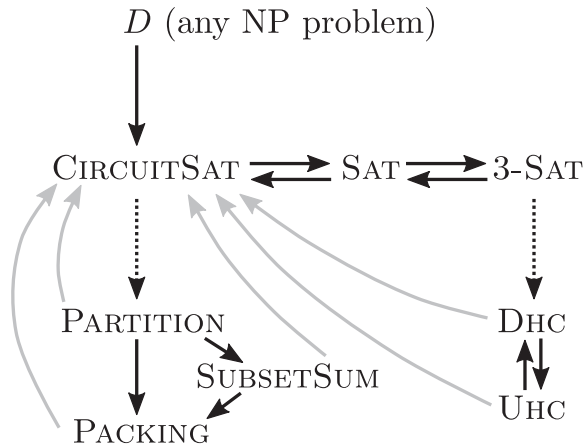 D (any NP problem)
CIRCUITSAT SAT 3-SAT
PARTITION DHC
SUBSETSUM
PACKING UHC